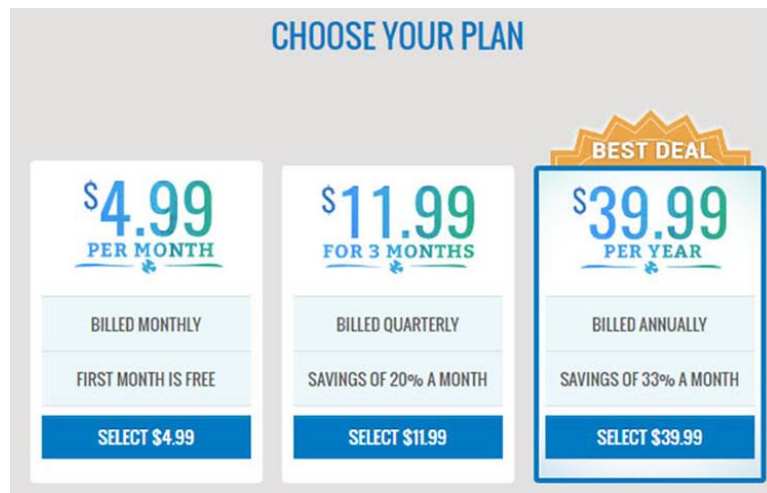 CHOOSE YOUR PLAN
$4.99
PER MONTH
BILLED MONTHLY
FIRST MONTH IS FREE
SELECT $4.99
$11.99
FOR 3 MONTHS
BILLED QUARTERLY
SAVINGS OF 20% A MONTH
SELECT $11.99
BEST DEAL
$39.99
PER YEAR
BILLED ANNUALLY
SAVINGS OF 33% A MONTH
SELECT $39.99